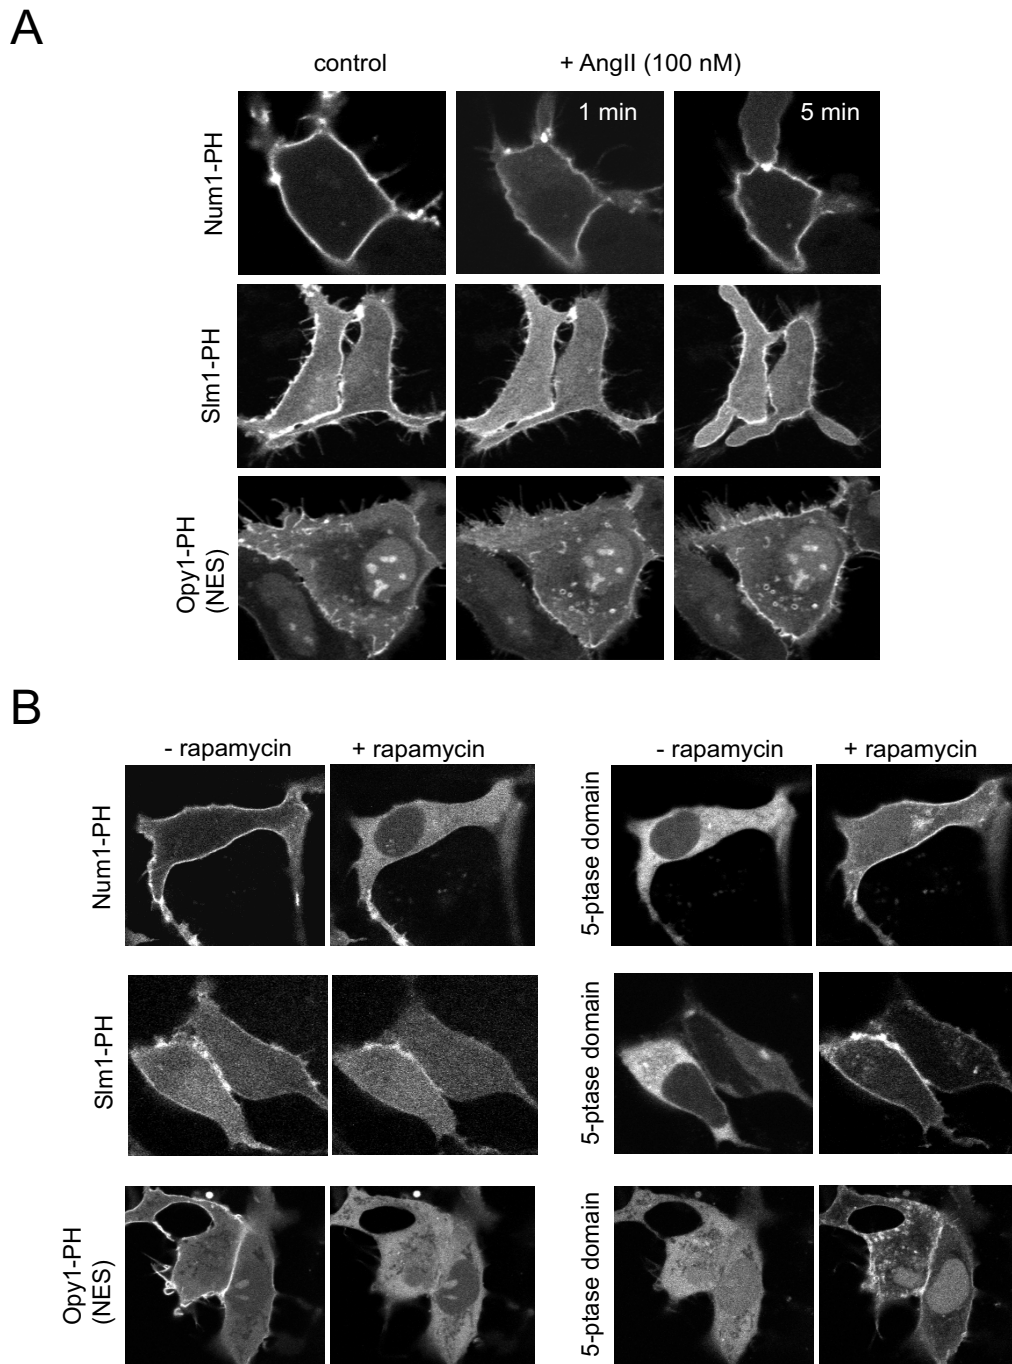 A
control
+ AngII (100 nM)
1 min
5 min
Num1-PH
Slm1-PH
Opy1-PH
(NES)
B
- rapamycin
+ rapamycin
- rapamycin
+ rapamycin
Num1-PH
5-ptase domain
Slm1-PH
5-ptase domain
Opy1-PH
(NES)
5-ptase domain